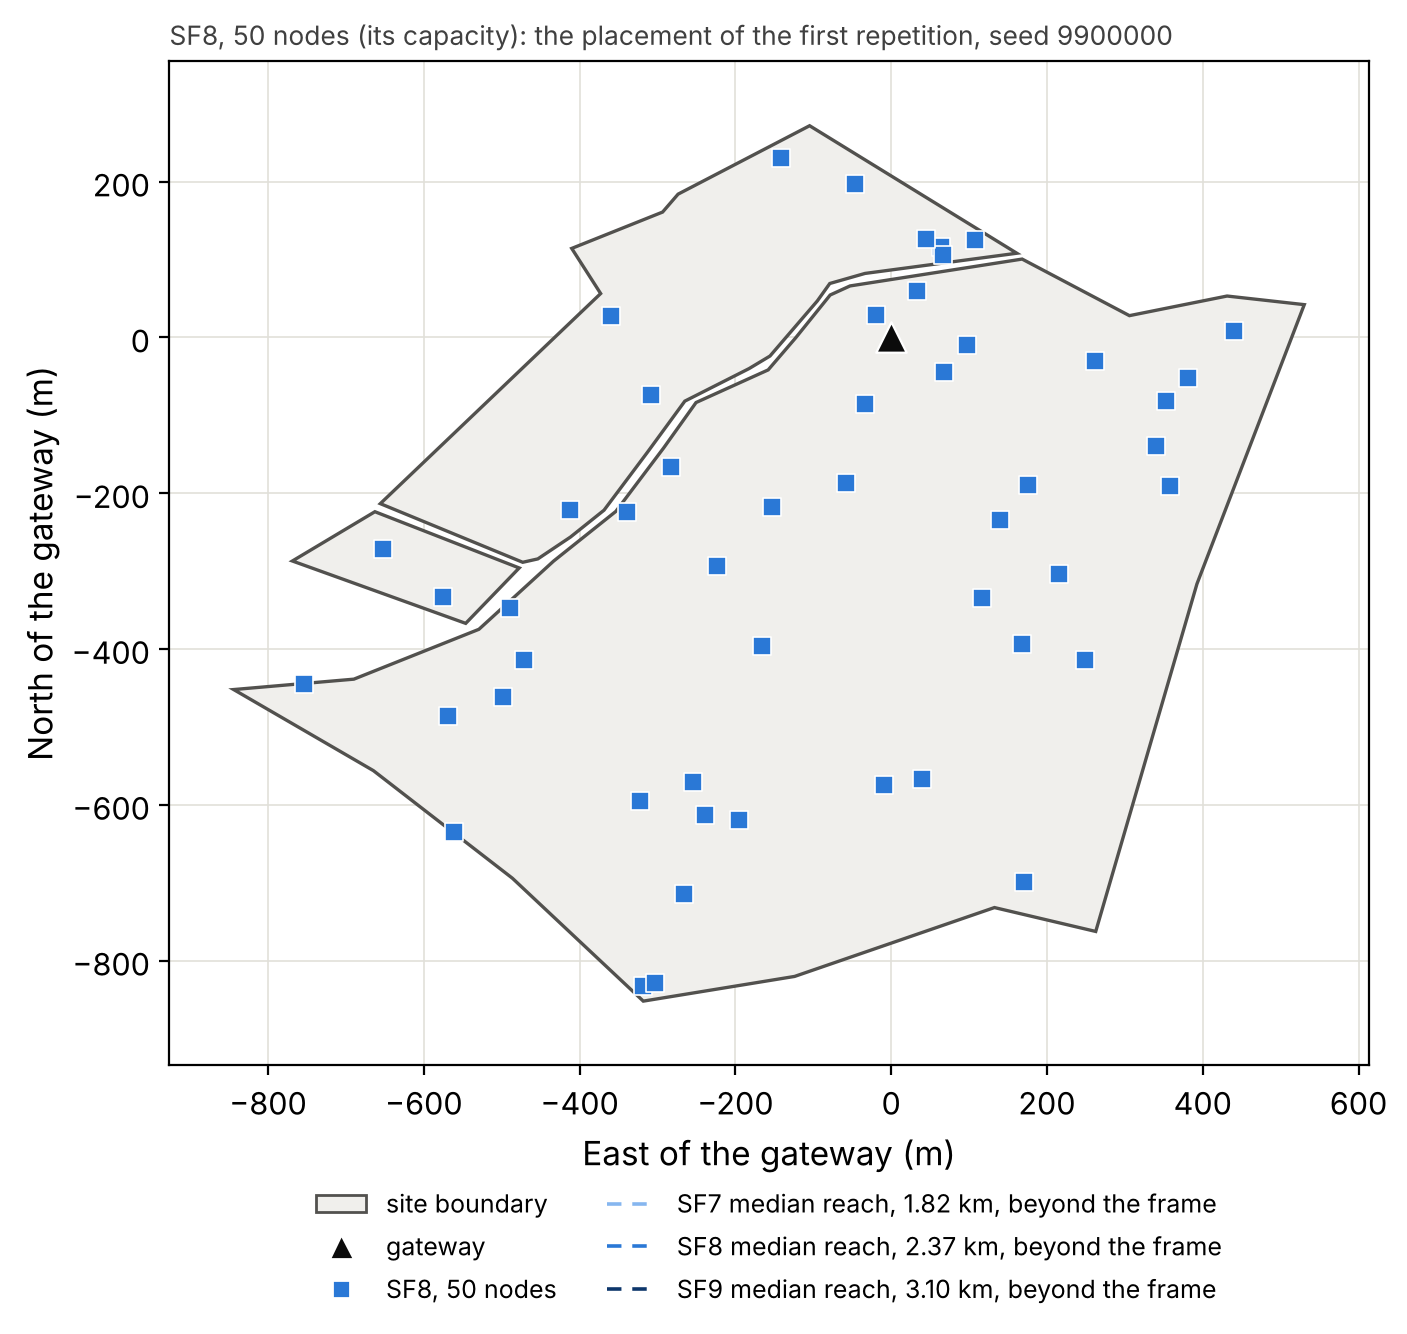 SF8, 50 nodes (its capacity): the placement of the first repetition, seed 9900000
North of the gateway (m)
200
0
−200
−400
−600
−800
−800
−600
−400
−200
0
200
400
600
East of the gateway (m)
site boundary
gateway
SF8, 50 nodes
SF7 median reach, 1.82 km, beyond the frame
SF8 median reach, 2.37 km, beyond the frame
SF9 median reach, 3.10 km, beyond the frame